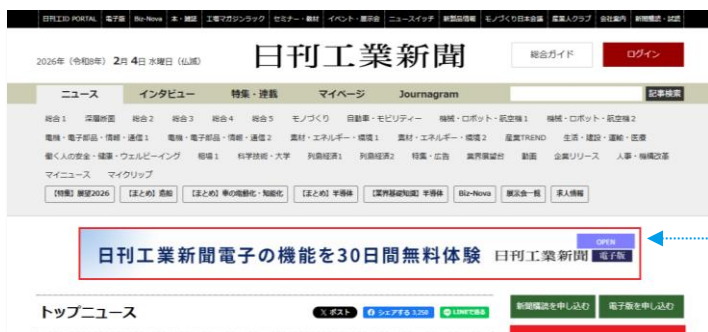 日刊工 ID PORTAL 電子版 Biz-Nova 本・雑誌 工業マガジンラック セミナー・教材 イベント・展示会 ニュースイッチ 新製品情報 モノづくり日本会議 産業人クラブ 会社案内 新聞購読・試読
2026年（令和8年） 2月 4日 水曜日（仏滅）
日刊工業新聞
総合ガイド
ログイン
ニュース インタビュー 特集・連載 マイページ Journagram 記事検索
総合1 深層断面 総合2 総合3 総合4 総合5 モノづくり 自動車・モビリティー 機械・ロボット・航空機1 機械・ロボット・航空機2
電機・電子部品・情報・通信1 電機・電子部品・情報・通信2 素材・エネルギー・環境1 素材・エネルギー・環境2 産業TREND 生活・建設・運輸・医療
働く人の安全・健康・ウェルビーイング 相場1 科学技術・大学 列島経済1 列島経済2 特集・広告 業界展望台 動画 企業リリース 人事・機構改革
マイニュース マイクリップ
【特集】展望2026 【まとめ】造船 【まとめ】車の電動化・知能化 【まとめ】半導体 【業界基礎知識】半導体 Biz-Nova 展示会一覧 求人情報
日刊工業新聞電子の機能を30日間無料体験
日刊工業新聞 電子版
OPEN
トップニュース
ポスト
シェアする 3,250
LINEで送る
新聞購読を申し込む
電子版を申し込む